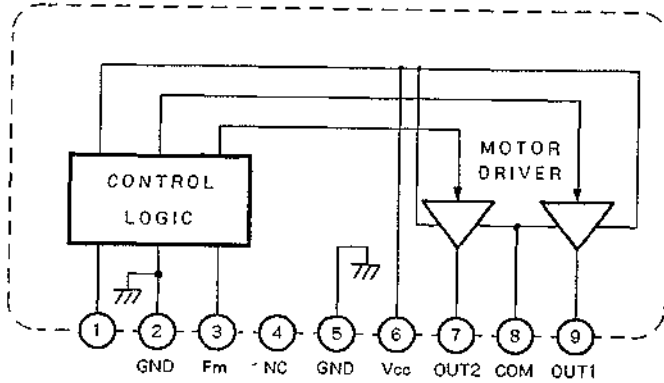 MOTOR
DRIVER
CONTROL
LOGIC
1 2 3 4 5 6 7 8 9
GND Fm NC GND Vcc OUT2 COM OUT1